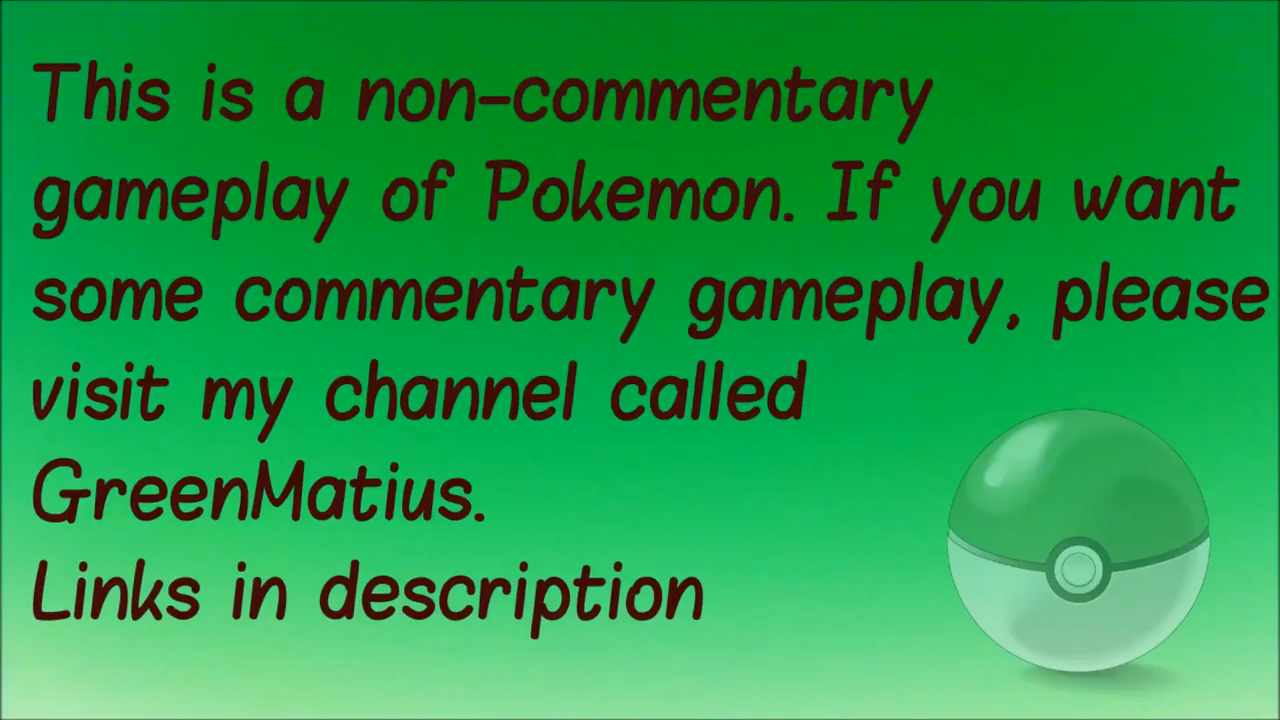 This is a non-commentary
gameplay of Pokemon. If you want
some commentary gameplay, please
visit my channel called
GreenMatius.
Links in description